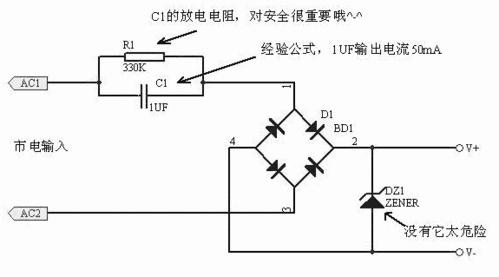 C1的放电电阻，对安全很重要哦^-^
R1
330K
经验公式，1UF输出电流50mA
AC1
C1
1UF
1
D1
BD1
市电输入
4
2
V+
DZ1
ZENER
AC2
3
没有它太危险
V-